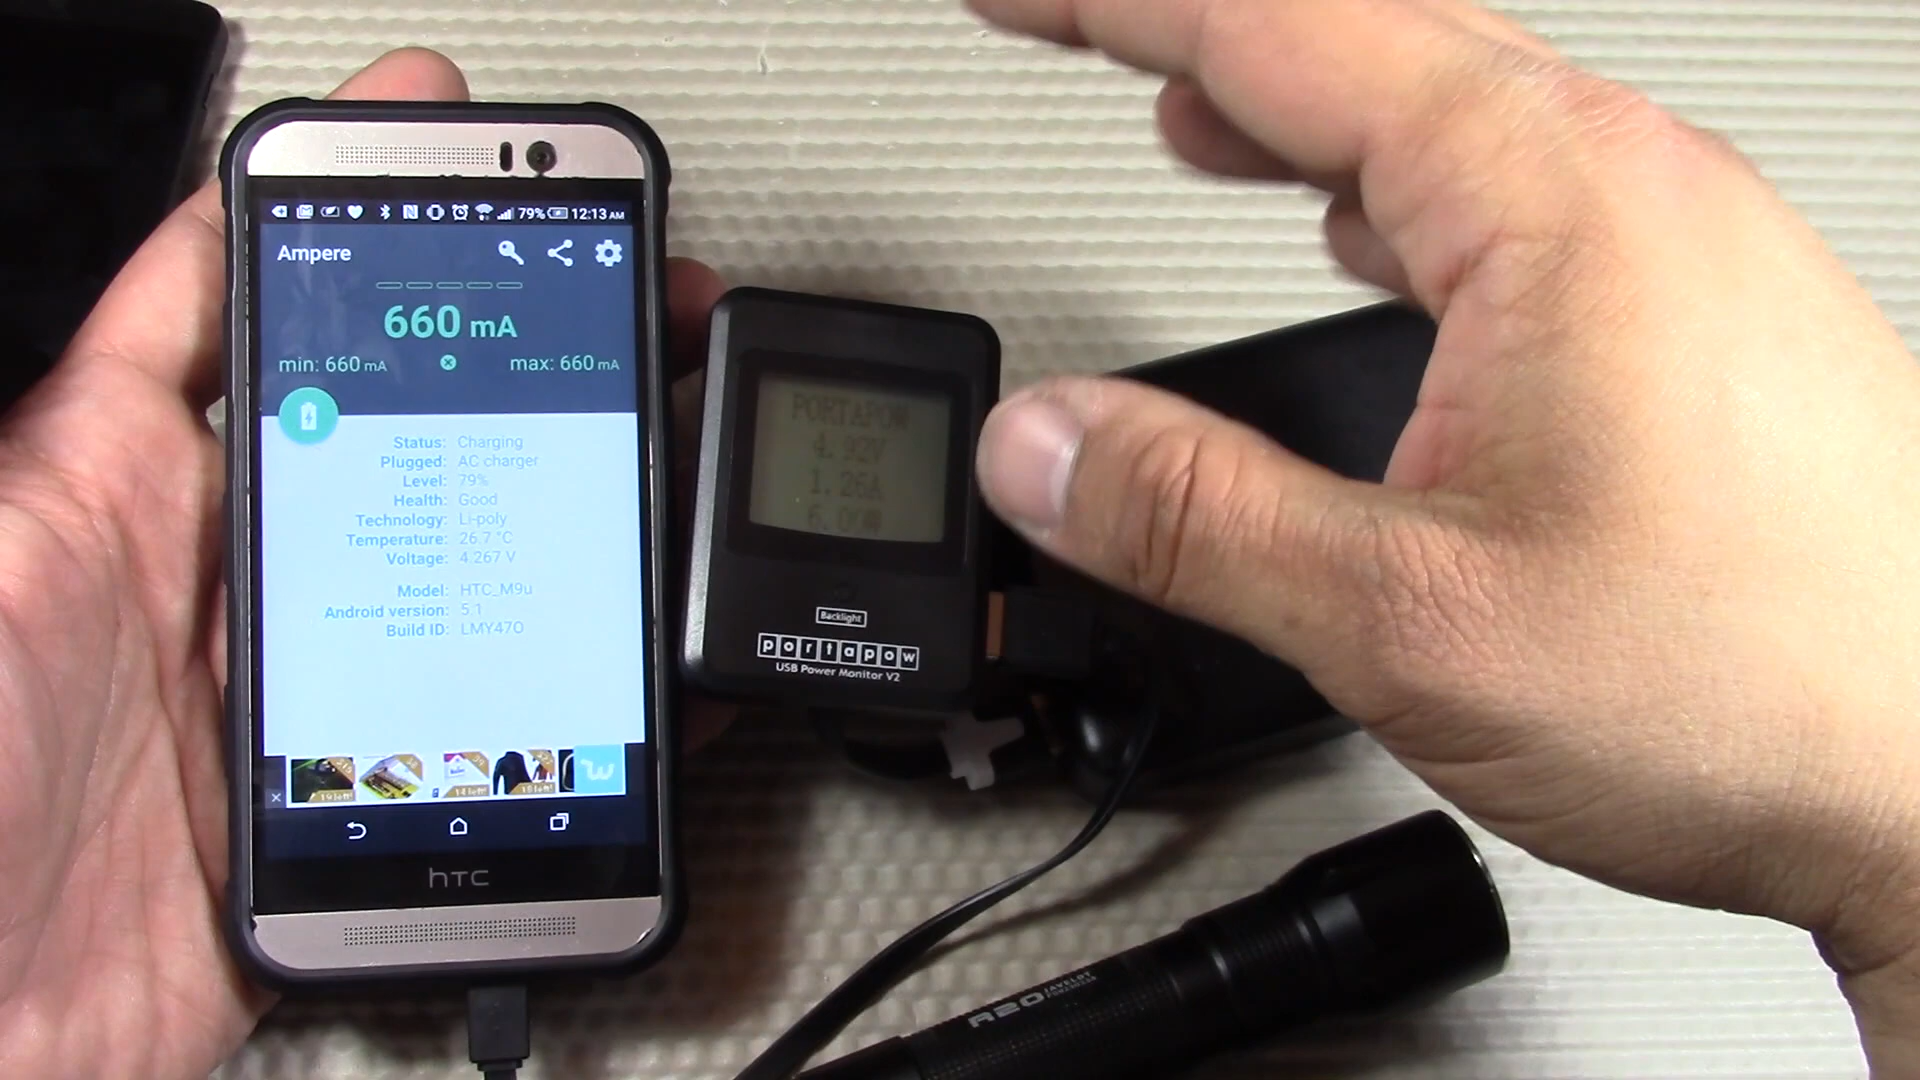 79% 12:13 AM
Ampere
660 mA
min: 660 mA
max: 660 mA
Status: Charging
Plugged: AC charger
Level: 79%
Health: Good
Technology: Li-poly
Temperature: 26.7 °C
Voltage: 4.267 V
Model: HTC_M9u
Android version: 5.1
Build ID: LMY47O
hTC
PORTAPOW
4.92V
1.26A
Backlight
portapow
USB Power Monitor V2
R20 JAVELOT